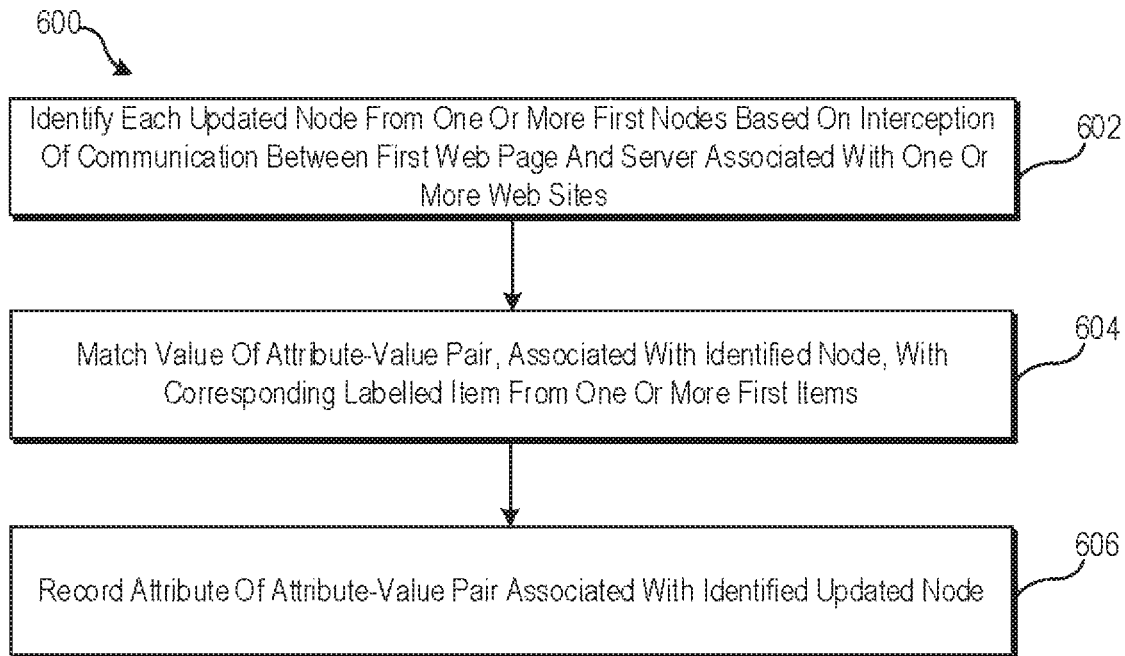 600
Identify Each Updated Node From One Or More First Nodes Based On Interception
Of Communication Between First Web Page And Server Associated With One Or
More Web Sites
602
Match Value Of Attribute-Value Pair, Associated With Identified Node, With
Corresponding Labelled Item From One Or More First Items
604
Record Attribute Of Attribute-Value Pair Associated With Identified Updated Node
606